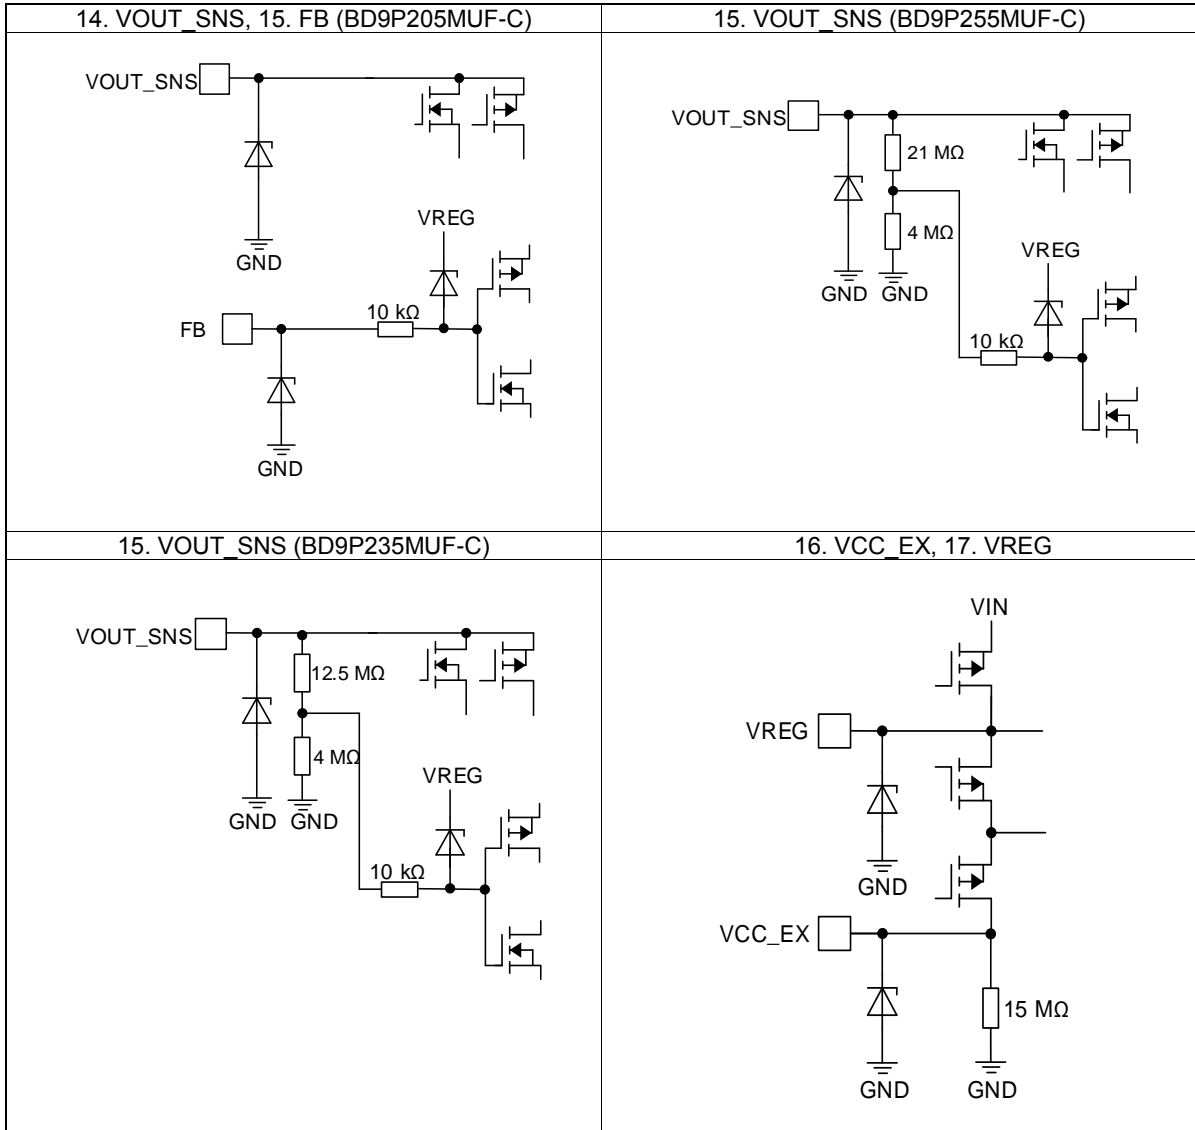 14. VOUT_SNS, 15. FB (BD9P205MUF-C)
VOUT_SNS
GND
VREG
10 kΩ
FB
GND
15. VOUT_SNS (BD9P255MUF-C)
VOUT_SNS
21 MΩ
4 MΩ
VREG
GND
GND
10 kΩ
15. VOUT_SNS (BD9P235MUF-C)
VOUT_SNS
12.5 MΩ
4 MΩ
VREG
GND
GND
10 kΩ
16. VCC_EX, 17. VREG
VIN
VREG
GND
VCC_EX
15 MΩ
GND
GND